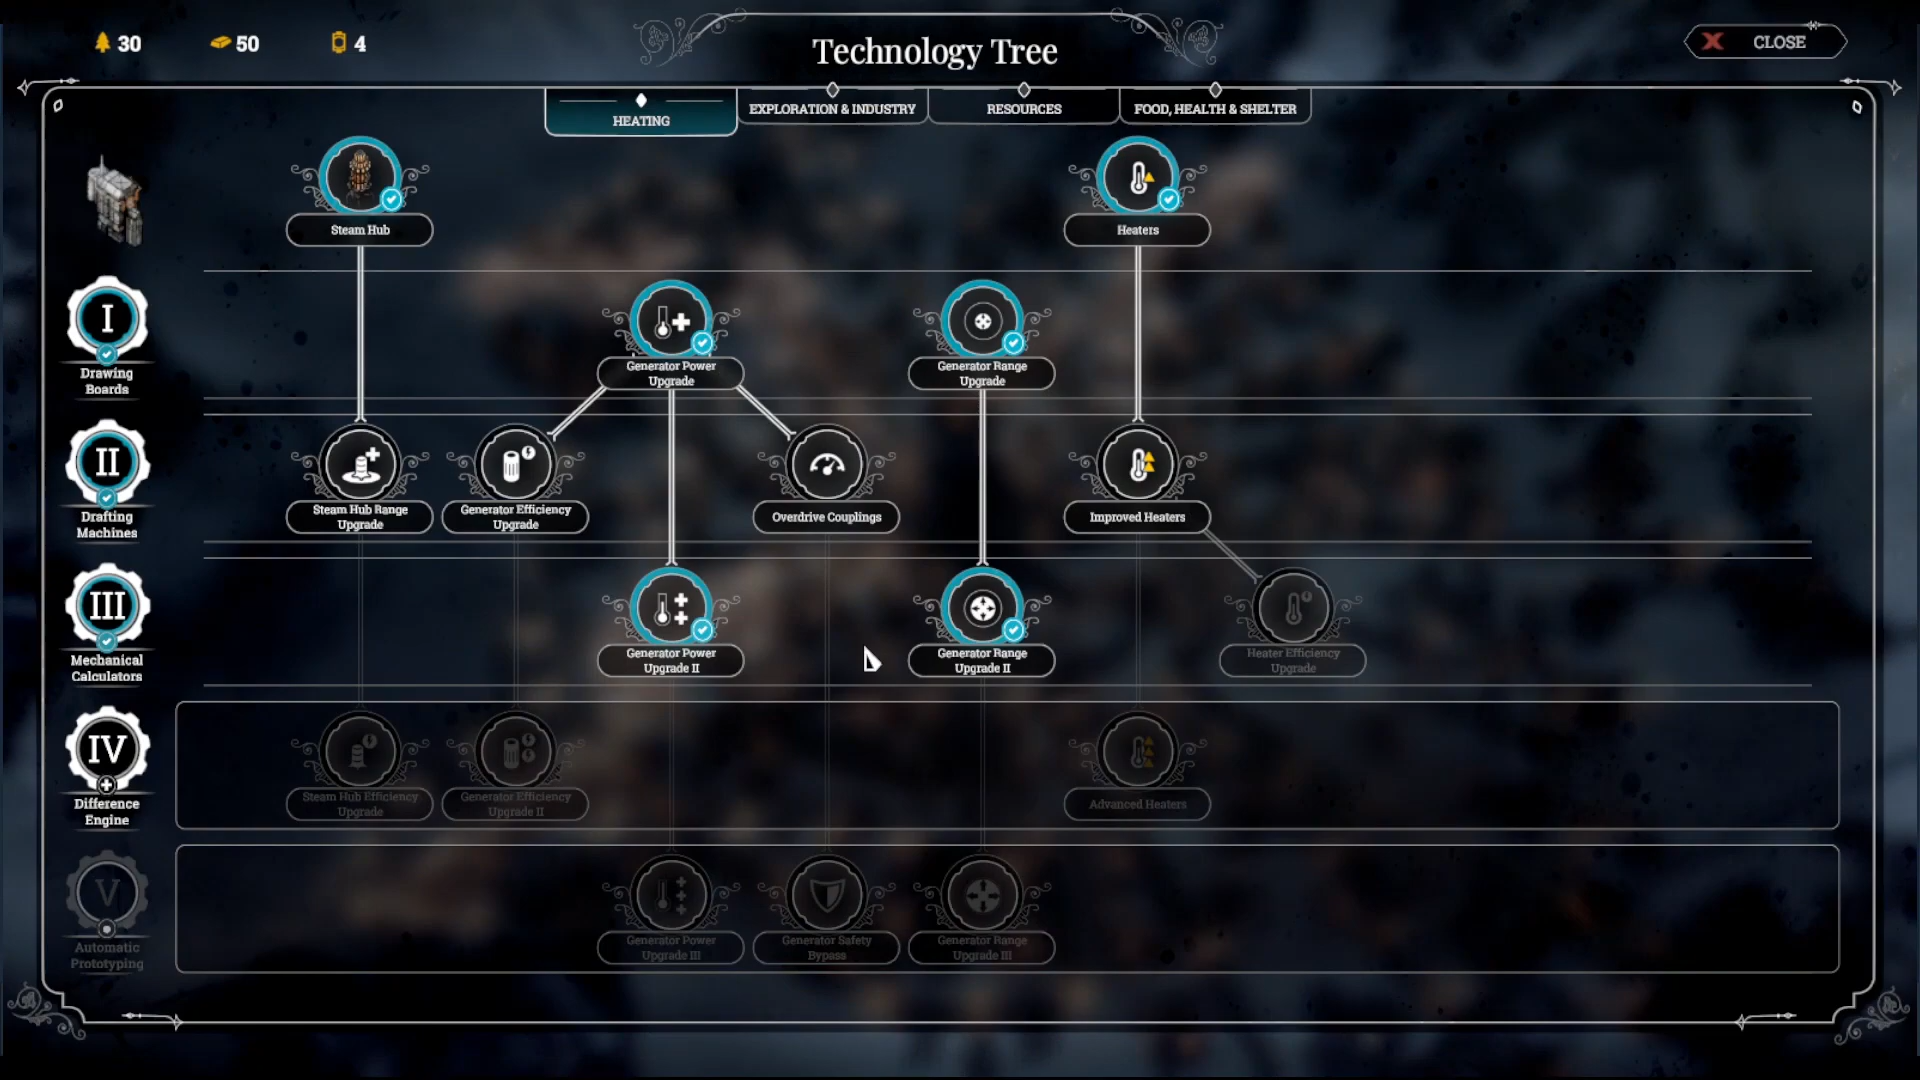 30
50
4
Technology Tree
CLOSE
HEATING
EXPLORATION & INDUSTRY
RESOURCES
FOOD, HEALTH & SHELTER
Steam Hub
Heaters
I
Drawing
Boards
Generator Power
Upgrade
Generator Range
Upgrade
II
Drafting
Machines
Steam Hub Range
Upgrade
Generator Efficiency
Upgrade
Overdrive Couplings
Improved Heaters
III
Mechanical
Calculators
Generator Power
Upgrade II
Generator Range
Upgrade II
Heater Efficiency
Upgrade
IV
Difference
Engine
Steam Hub Efficiency
Upgrade
Generator Efficiency
Upgrade II
Advanced Heaters
V
Automatic
Prototyping
Generator Power
Upgrade III
Generator Safety
Bypass
Generator Range
Upgrade III